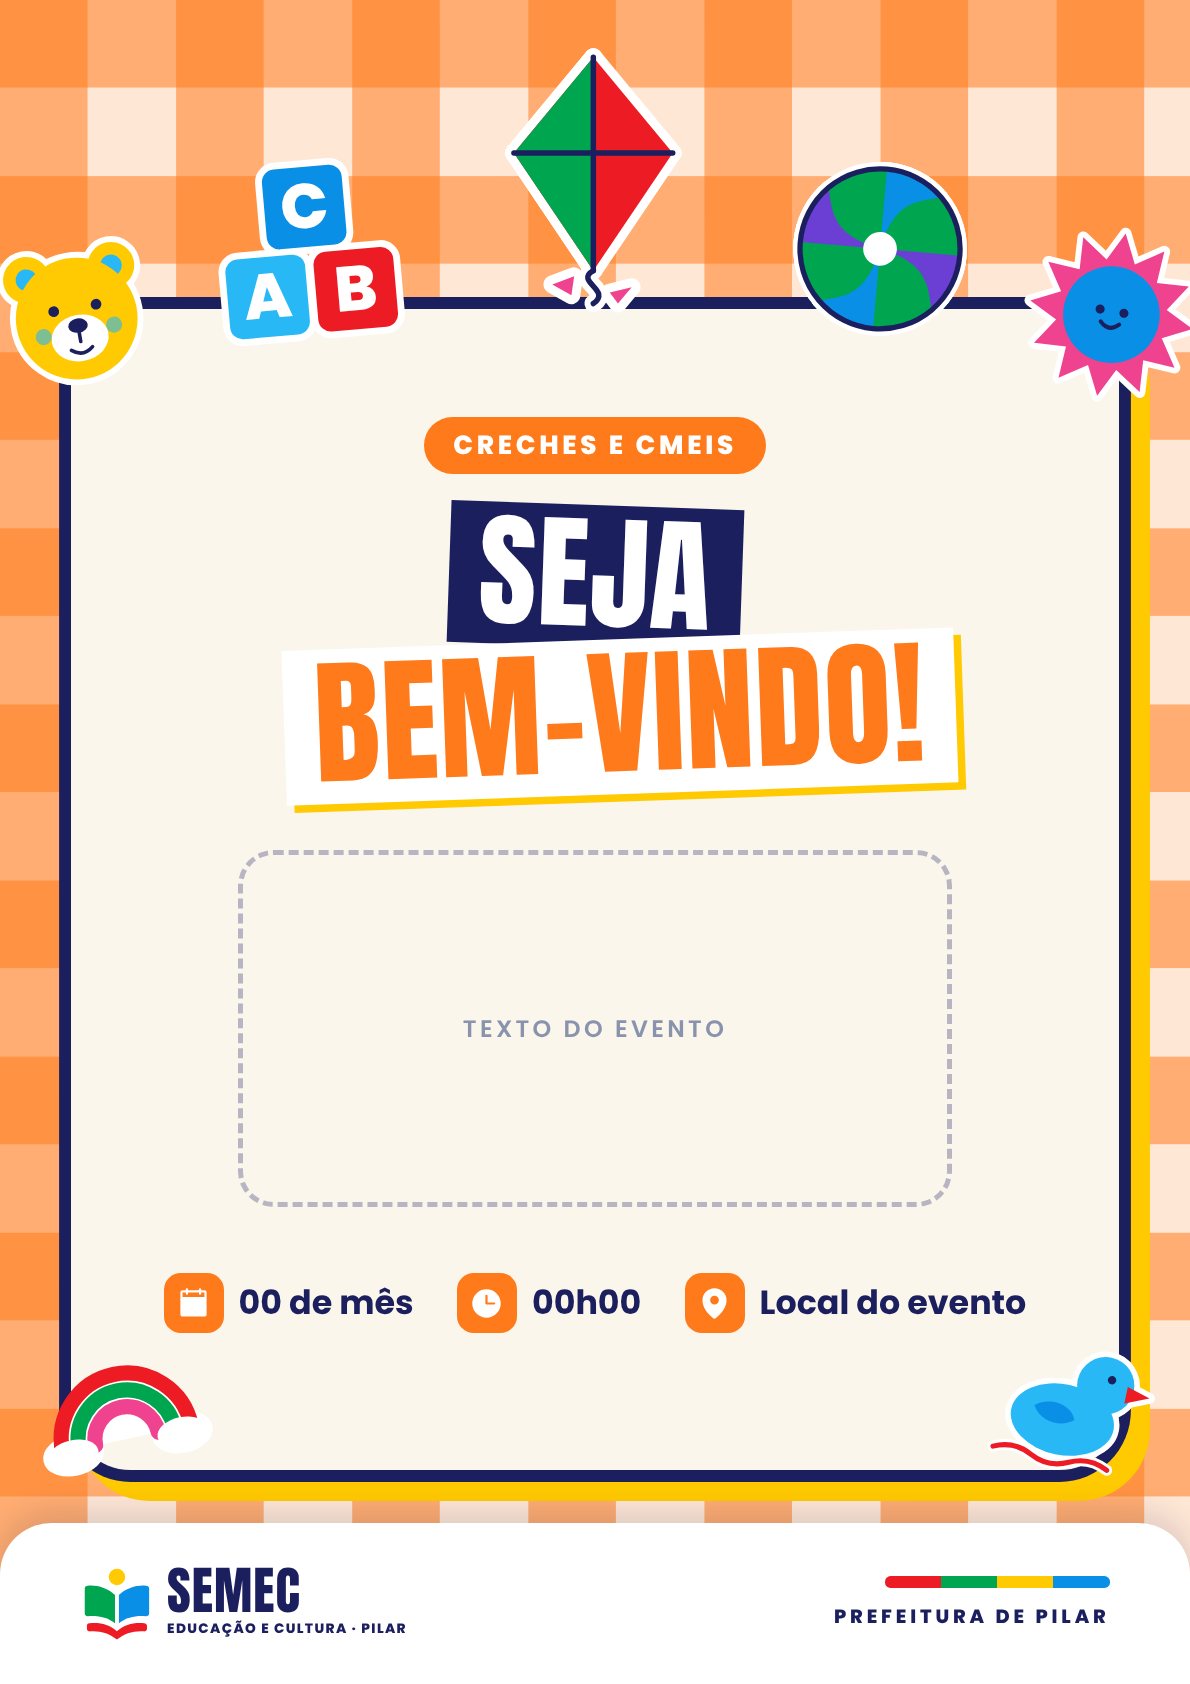 C
A B
CRECHES E CMEIS
SEJA
BEM-VINDO!
TEXTO DO EVENTO
00 de mês 00h00 Local do evento
SEMEC
EDUCAÇÃO E CULTURA · PILAR
PREFEITURA DE PILAR